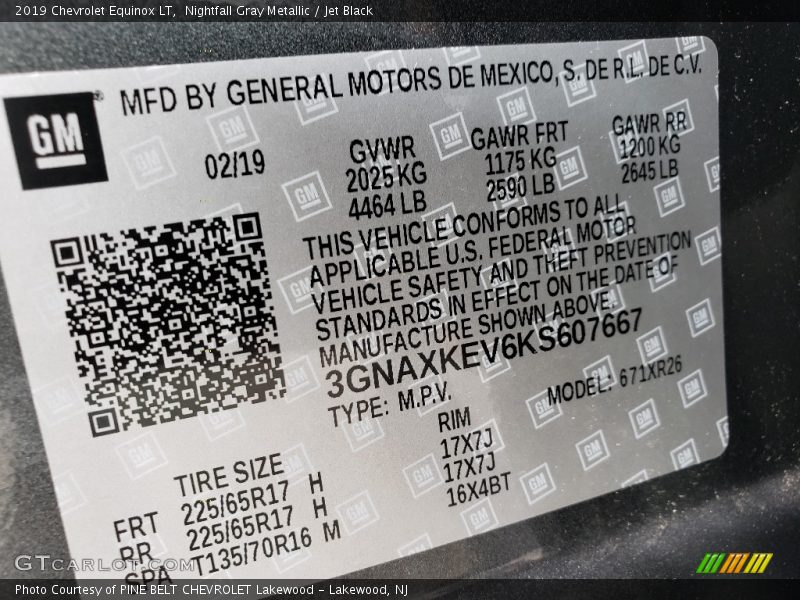 2019 Chevrolet Equinox LT, Nightfall Gray Metallic / Jet Black
GM®
MFD BY GENERAL MOTORS DE MEXICO, S. DE R.L. DE C.V.
02/19
GVWR GAWR FRT GAWR RR
2025 KG 1175 KG 1200 KG
4464 LB 2590 LB 2645 LB
THIS VEHICLE CONFORMS TO ALL
APPLICABLE U.S. FEDERAL MOTOR
VEHICLE SAFETY AND THEFT PREVENTION
STANDARDS IN EFFECT ON THE DATE OF
MANUFACTURE SHOWN ABOVE.
3GNAXKEV6KS607667
TYPE: M.P.V. MODEL: 671XR26
TIRE SIZE RIM
FRT 225/65R17 H 17X7J
RR 225/65R17 H 17X7J
SPA T135/70R16 M 16X4BT
GTCarLot.com
Photo Courtesy of PINE BELT CHEVROLET Lakewood - Lakewood, NJ